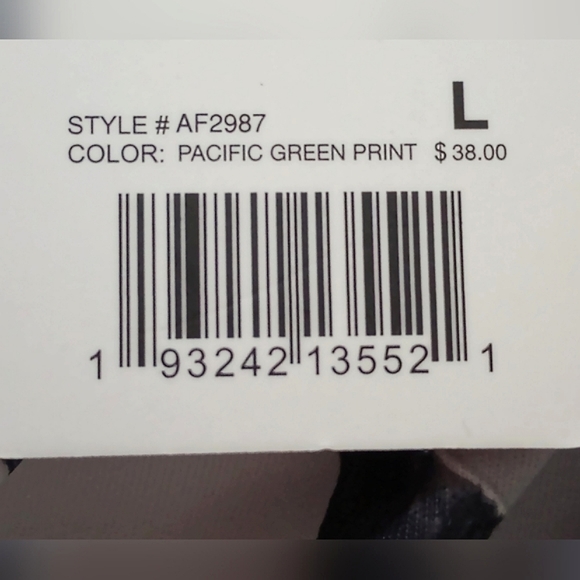 L
STYLE # AF2987
COLOR: PACIFIC GREEN PRINT $ 38.00
1 93242 13552 1